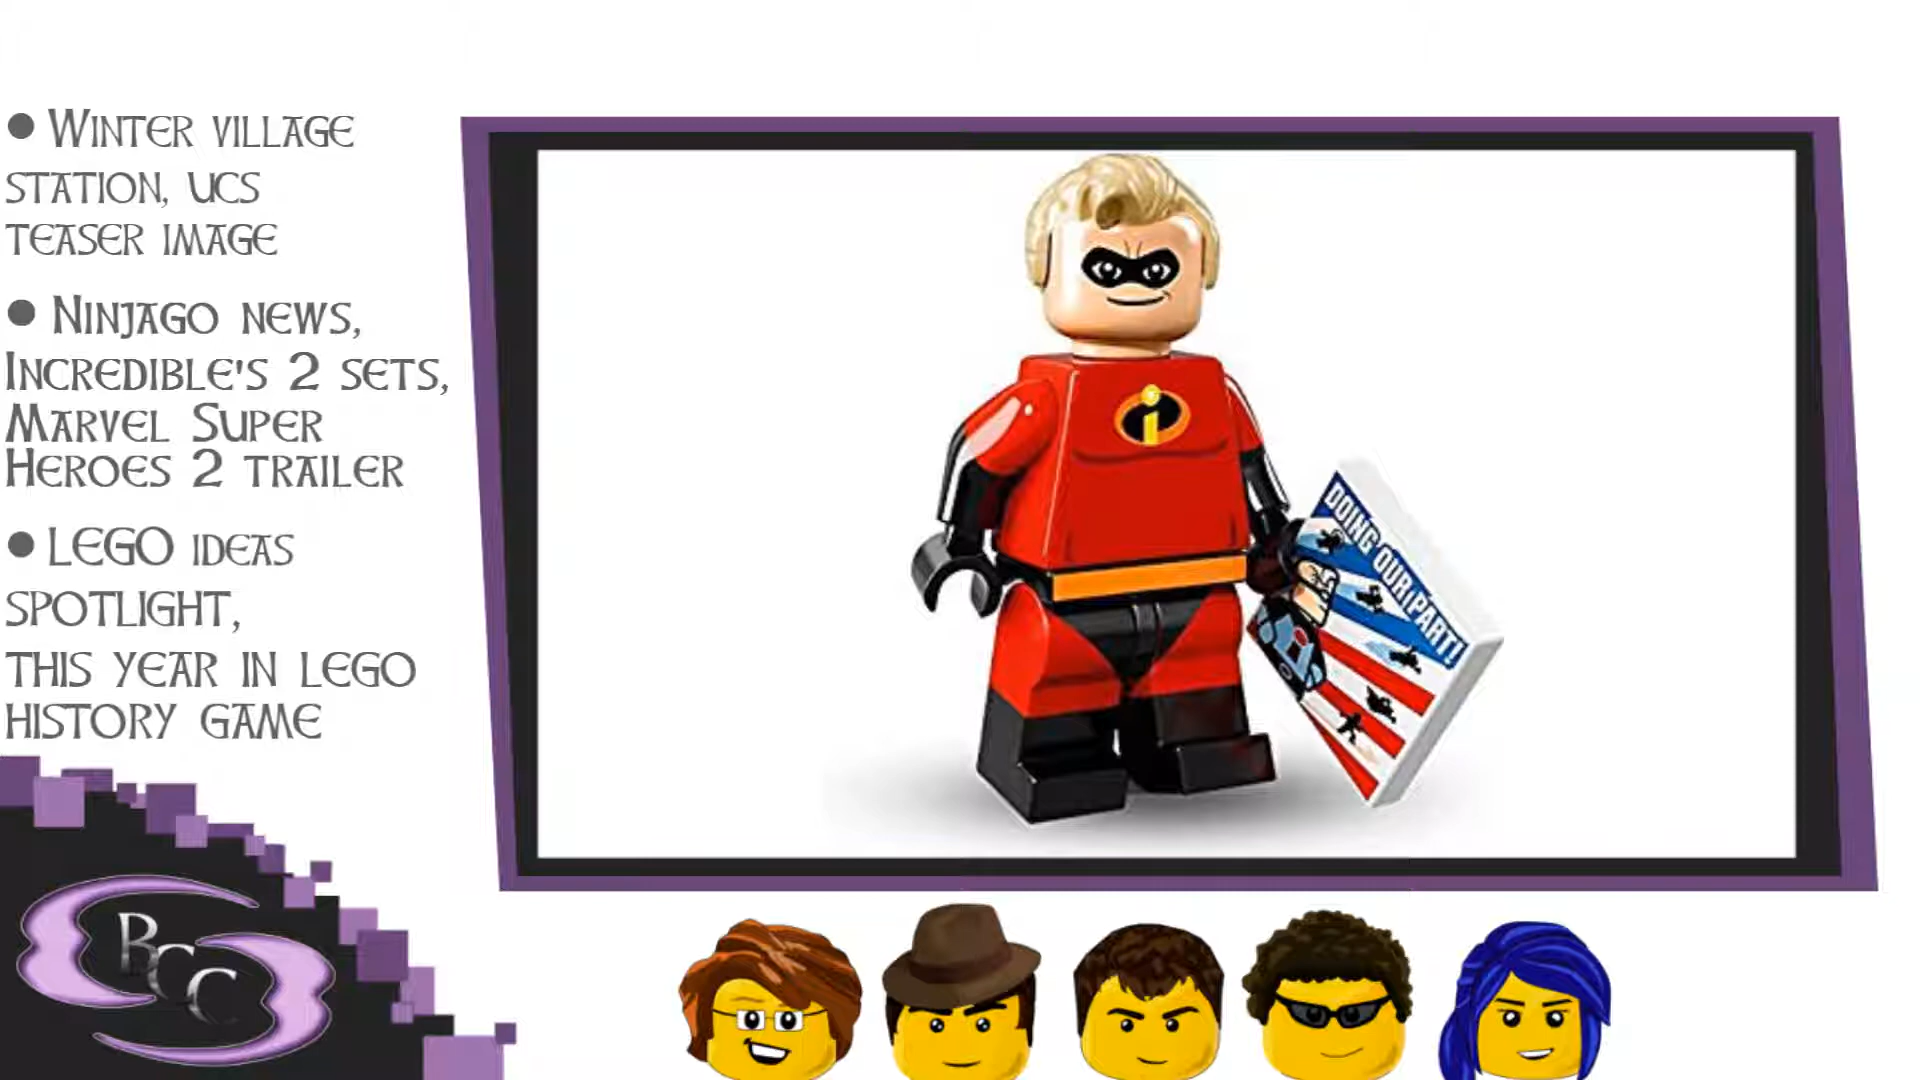 ● Winter village
station, UCS
teaser image
● Ninjago news,
Incredible's 2 sets,
Marvel Super
Heroes 2 trailer
● LEGO ideas
spotlight,
this year in LEGO
history game
i
DOING OUR PART!
BCC